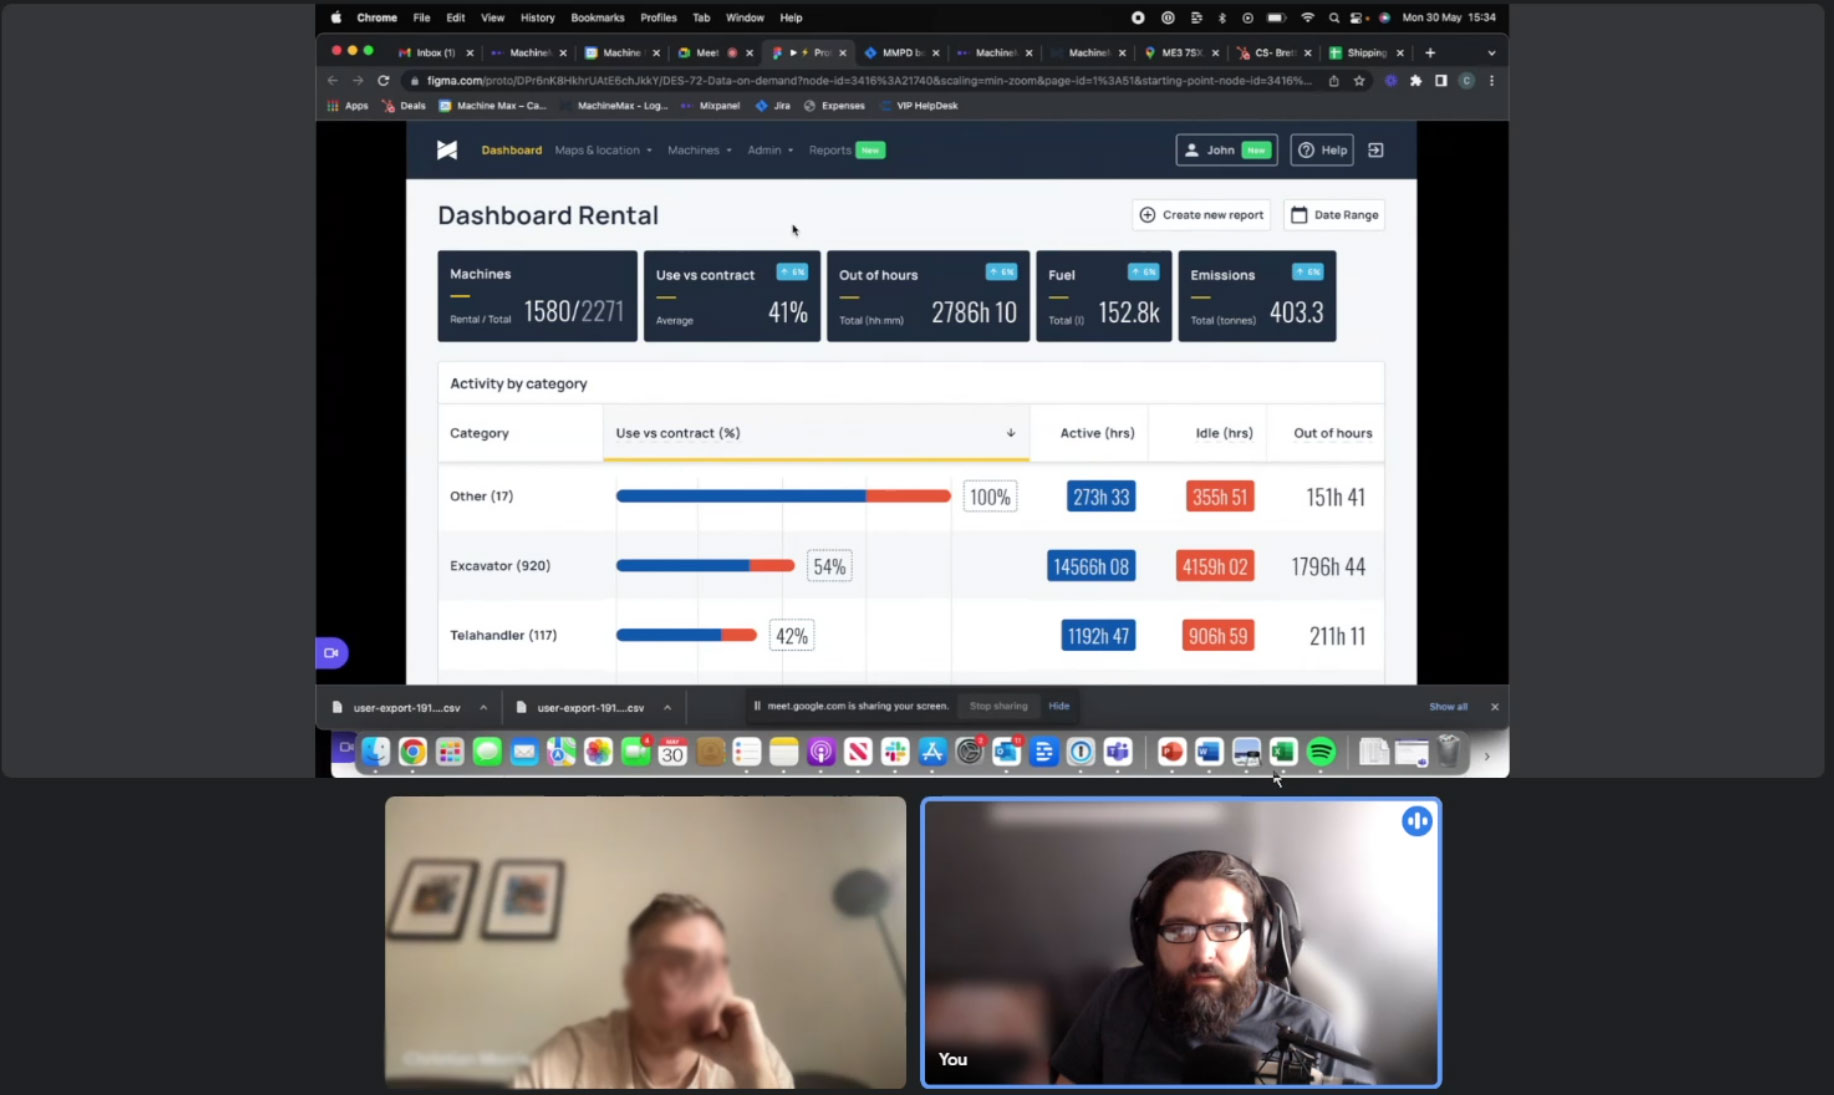 Chrome File Edit View History Bookmarks Profiles Tab Window Help Mon 30 May 15:34
Inbox (1) Machine Machine Meet Pro MMPD b Machine Machine ME3 7SX CS- Bret Shipping
figma.com/proto/DPr6nK8HkhrUAtE6chJkkY/DES-72-Data-on-demand?node-id=3416%3A21740&scaling=min-zoom&page-id=1%3A51&starting-point-node-id=3416%... C
Apps Deals Machine Max – Ca... MachineMax - Log... Mixpanel Jira Expenses VIP HelpDesk
Dashboard Maps & location Machines Admin Reports New John New Help
Dashboard Rental Create new report Date Range
Machines Use vs contract ↑ 6% Out of hours ↑ 6% Fuel ↑ 6% Emissions ↑ 6%
Rental / Total 1580/2271 Average 41% Total (hh:mm) 2786h 10 Total (l) 152.8k Total (tonnes) 403.3
Activity by category
Category Use vs contract (%) Active (hrs) Idle (hrs) Out of hours
Other (17) 100% 273h 33 355h 51 151h 41
Excavator (920) 54% 14566h 08 4159h 02 1796h 44
Telahandler (117) 42% 1192h 47 906h 59 211h 11
user-export-191....csv user-export-191....csv meet.google.com is sharing your screen. Stop sharing Hide Show all
4 MAY 30 2 11
You